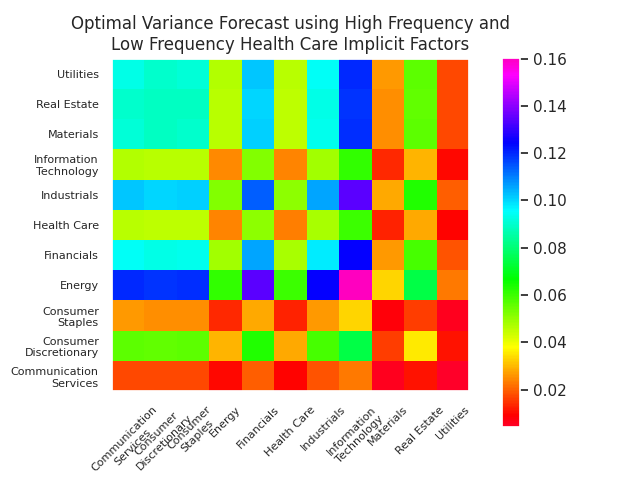 Optimal Variance Forecast using High Frequency and
Low Frequency Health Care Implicit Factors
Utilities
Real Estate
Materials
Information
Technology
Industrials
Health Care
Financials
Energy
Consumer
Staples
Consumer
Discretionary
Communication
Services
Communication
Services
Consumer
Discretionary
Consumer
Staples
Energy
Financials
Health Care
Industrials
Information
Technology
Materials
Real Estate
Utilities
0.16
0.14
0.12
0.10
0.08
0.06
0.04
0.02